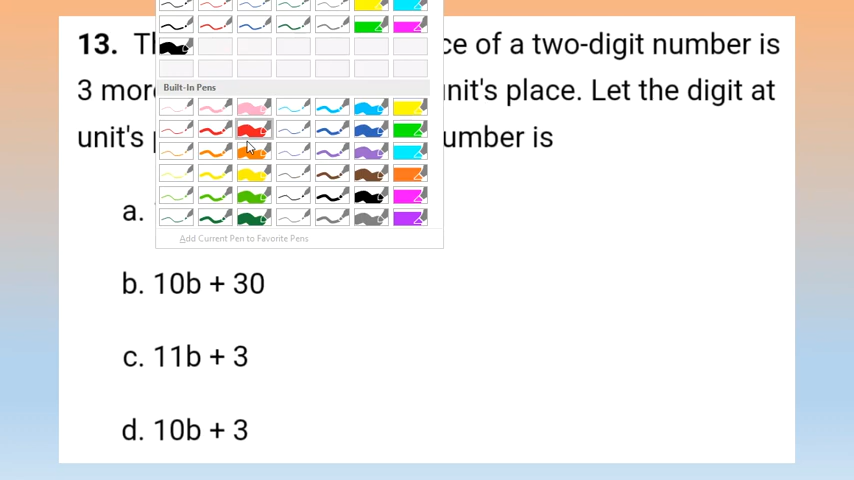 13. ce of a two-digit number is
3 mor nit's place. Let the digit at
unit's umber is
Built-In Pens
Add Current Pen to Favorite Pens
a.
b. 10b + 30
c. 11b + 3
d. 10b + 3